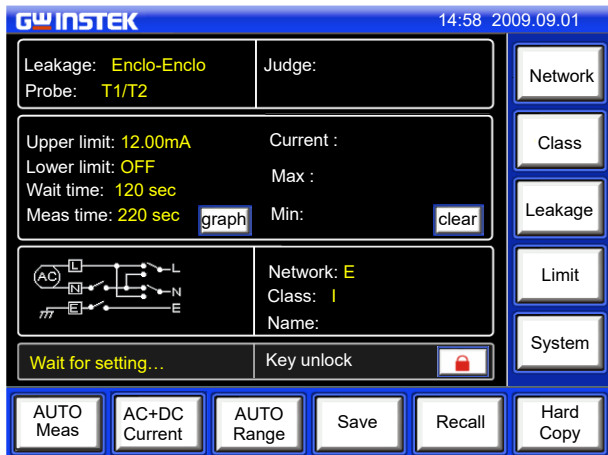 GWINSTEK 14:58 2009.09.01
Leakage: Enclo-Enclo
Probe: T1/T2
Judge:
Upper limit: 12.00mA
Lower limit: OFF
Wait time: 120 sec
Meas time: 220 sec
graph
Current :
Max :
Min:
clear
AC
L
N
E
L
N
E
Network: E
Class: I
Name:
Wait for setting...
Key unlock
Network
Class
Leakage
Limit
System
AUTO
Meas
AC+DC
Current
AUTO
Range
Save
Recall
Hard
Copy